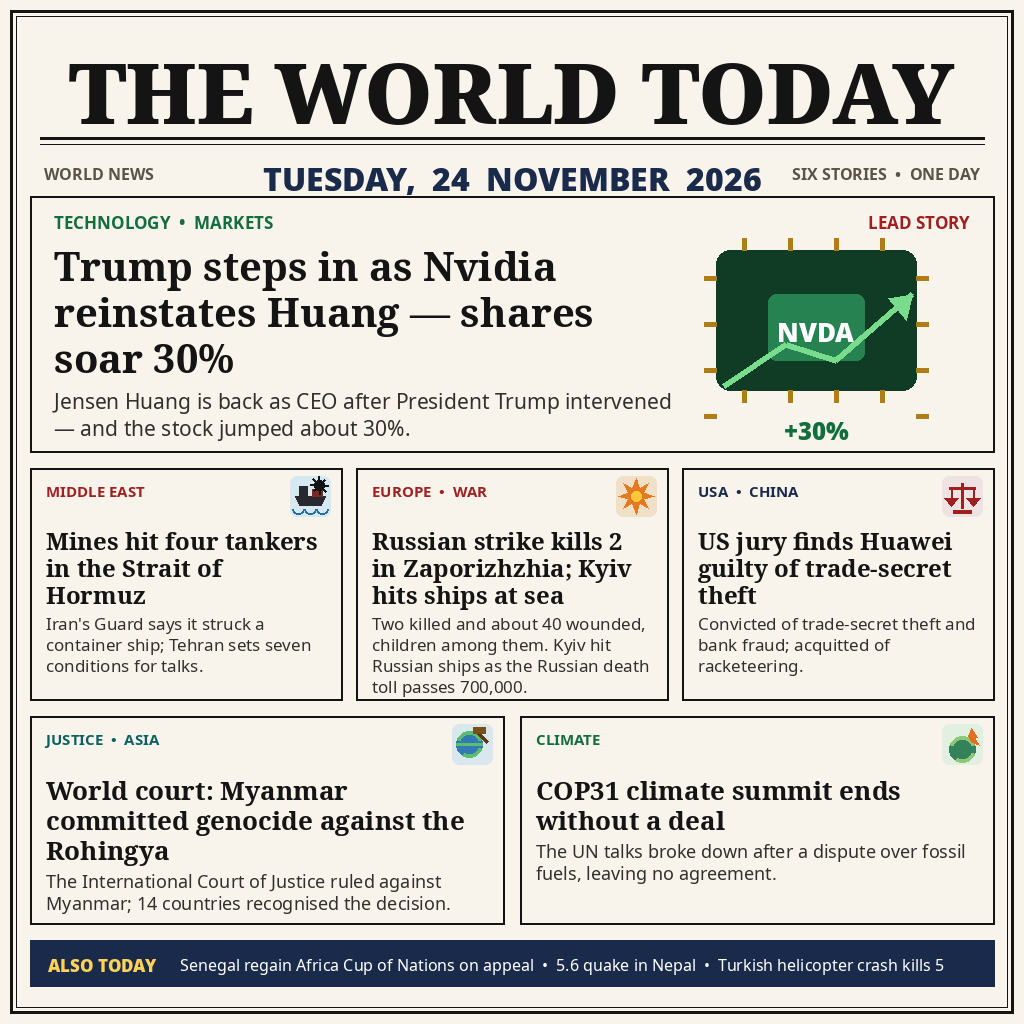 THE WORLD TODAY
WORLD NEWS
TUESDAY, 24 NOVEMBER 2026
SIX STORIES • ONE DAY
TECHNOLOGY • MARKETS
LEAD STORY
Trump steps in as Nvidia
reinstates Huang — shares
soar 30%
Jensen Huang is back as CEO after President Trump intervened
— and the stock jumped about 30%.
NVDA
+30%
MIDDLE EAST
Mines hit four tankers
in the Strait of
Hormuz
Iran's Guard says it struck a
container ship; Tehran sets seven
conditions for talks.
EUROPE • WAR
Russian strike kills 2
in Zaporizhzhia; Kyiv
hits ships at sea
Two killed and about 40 wounded,
children among them. Kyiv hit
Russian ships as the Russian death
toll passes 700,000.
USA • CHINA
US jury finds Huawei
guilty of trade-secret
theft
Convicted of trade-secret theft and
bank fraud; acquitted of
racketeering.
JUSTICE • ASIA
World court: Myanmar
committed genocide against the
Rohingya
The International Court of Justice ruled against
Myanmar; 14 countries recognised the decision.
CLIMATE
COP31 climate summit ends
without a deal
The UN talks broke down after a dispute over fossil
fuels, leaving no agreement.
ALSO TODAY
Senegal regain Africa Cup of Nations on appeal • 5.6 quake in Nepal • Turkish helicopter crash kills 5